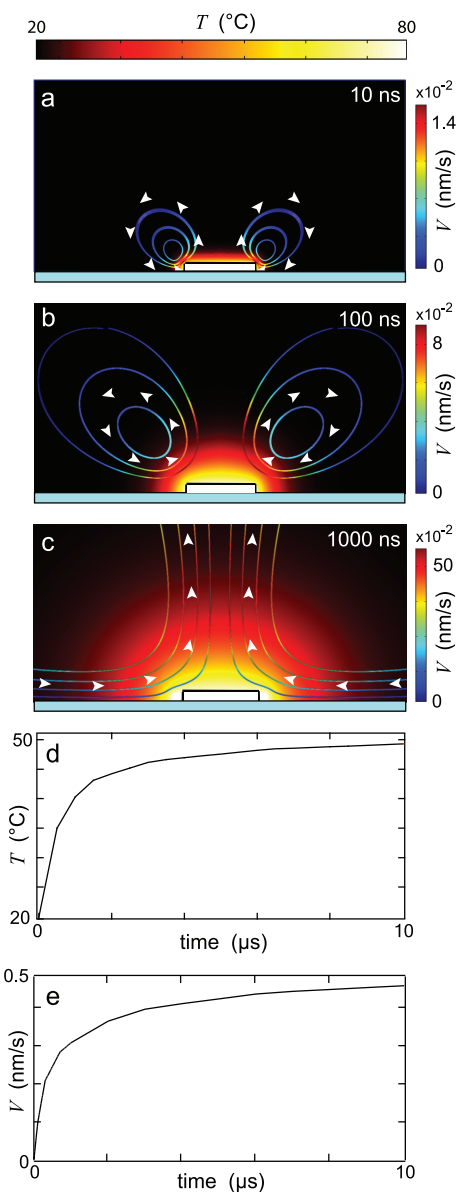 T (°C)
20 80
a 10 ns
x10-2
1.4
V (nm/s)
0
b 100 ns
x10-2
8
V (nm/s)
0
c 1000 ns
x10-2
50
V (nm/s)
0
d
50
T (°C)
20
0 10
time (µs)
e
0.5
V (nm/s)
0
0 10
time (µs)